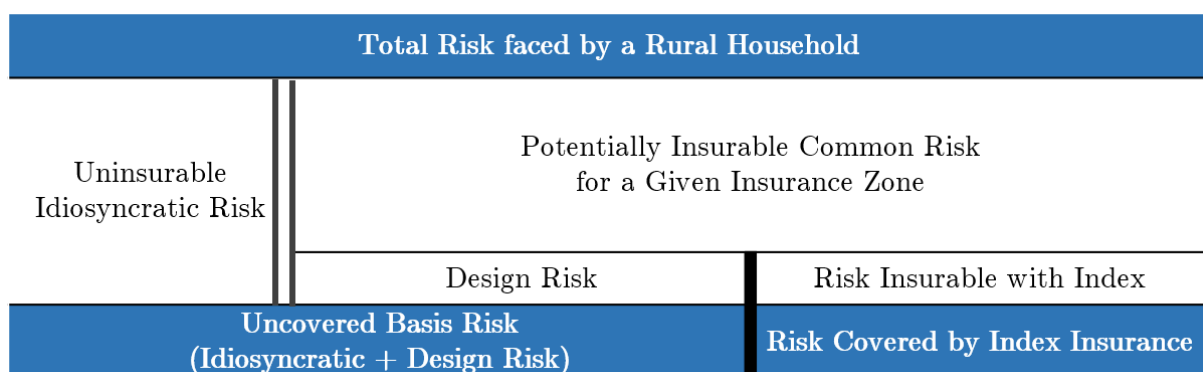 Total Risk faced by a Rural Household
Uninsurable
Idiosyncratic Risk
Potentially Insurable Common Risk
for a Given Insurance Zone
Design Risk
Risk Insurable with Index
Uncovered Basis Risk
(Idiosyncratic + Design Risk)
Risk Covered by Index Insurance